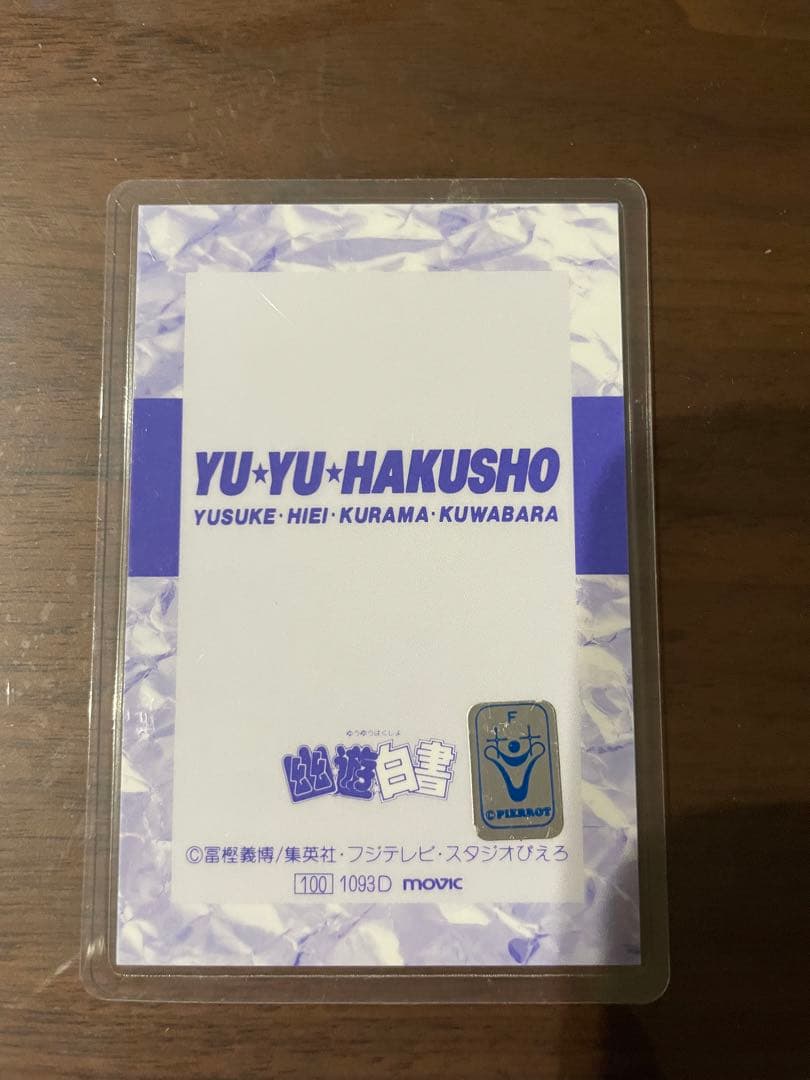 YU★YU★HAKUSHO
YUSUKE・HIEI・KURAMA・KUWABARA
ゆうゆうはくしょ
幽遊白書
F
©PIERROT
©冨樫義博/集英社・フジテレビ・スタジオぴえろ
100 1093D movic